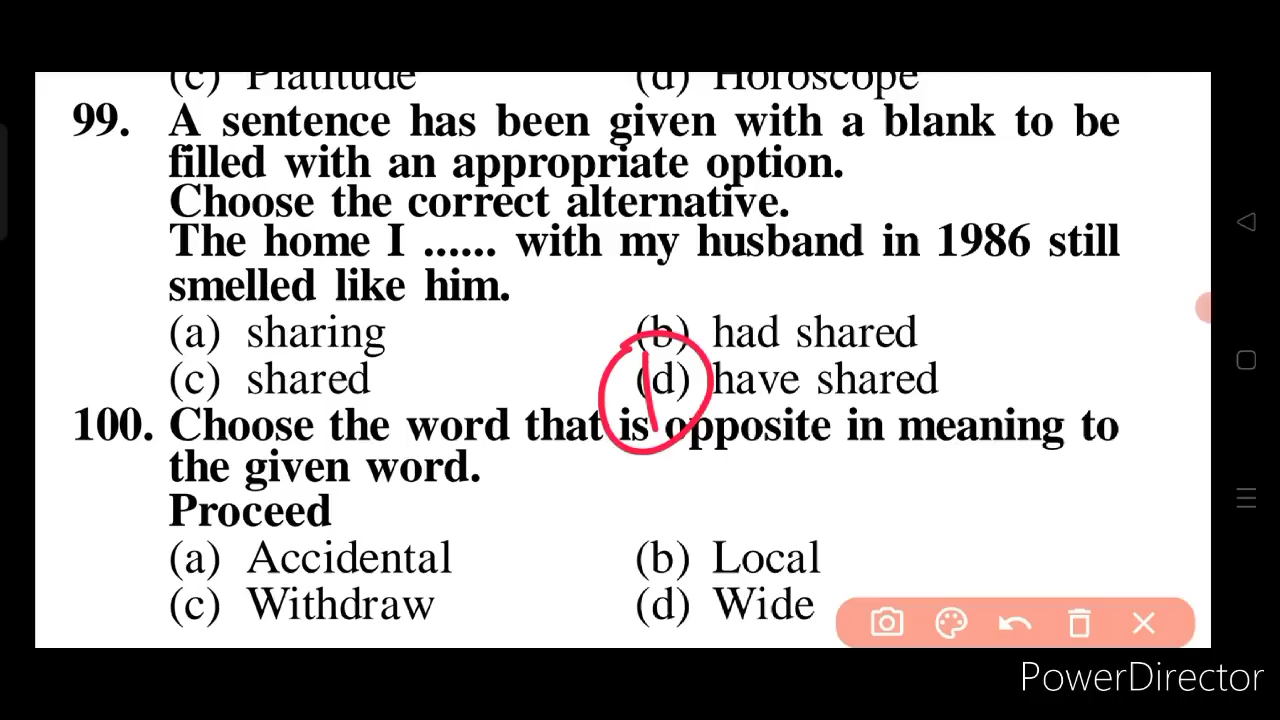 (c) Platitude (d) Horoscope
99. A sentence has been given with a blank to be
filled with an appropriate option.
Choose the correct alternative.
The home I ...... with my husband in 1986 still
smelled like him.
(a) sharing (b) had shared
(c) shared (d) have shared
100. Choose the word that is opposite in meaning to
the given word.
Proceed
(a) Accidental (b) Local
(c) Withdraw (d) Wide
PowerDirector